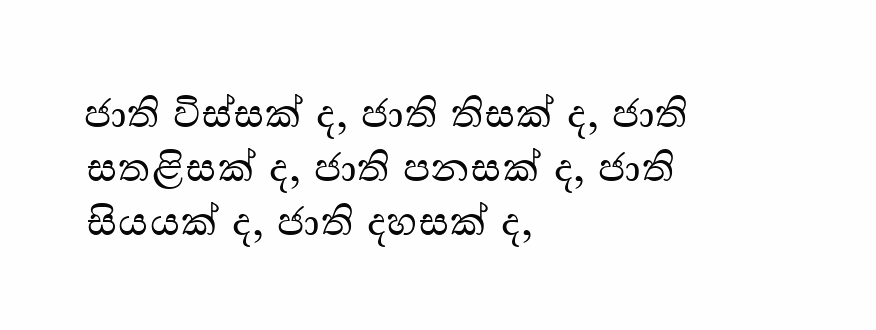 ජාති විස්සක් ද, ජාති තිසක් ද, ජාති
සතළිසක් ද, ජාති පනසක් ද, ජාති
සියයක් ද, ජාති දහසක් ද,